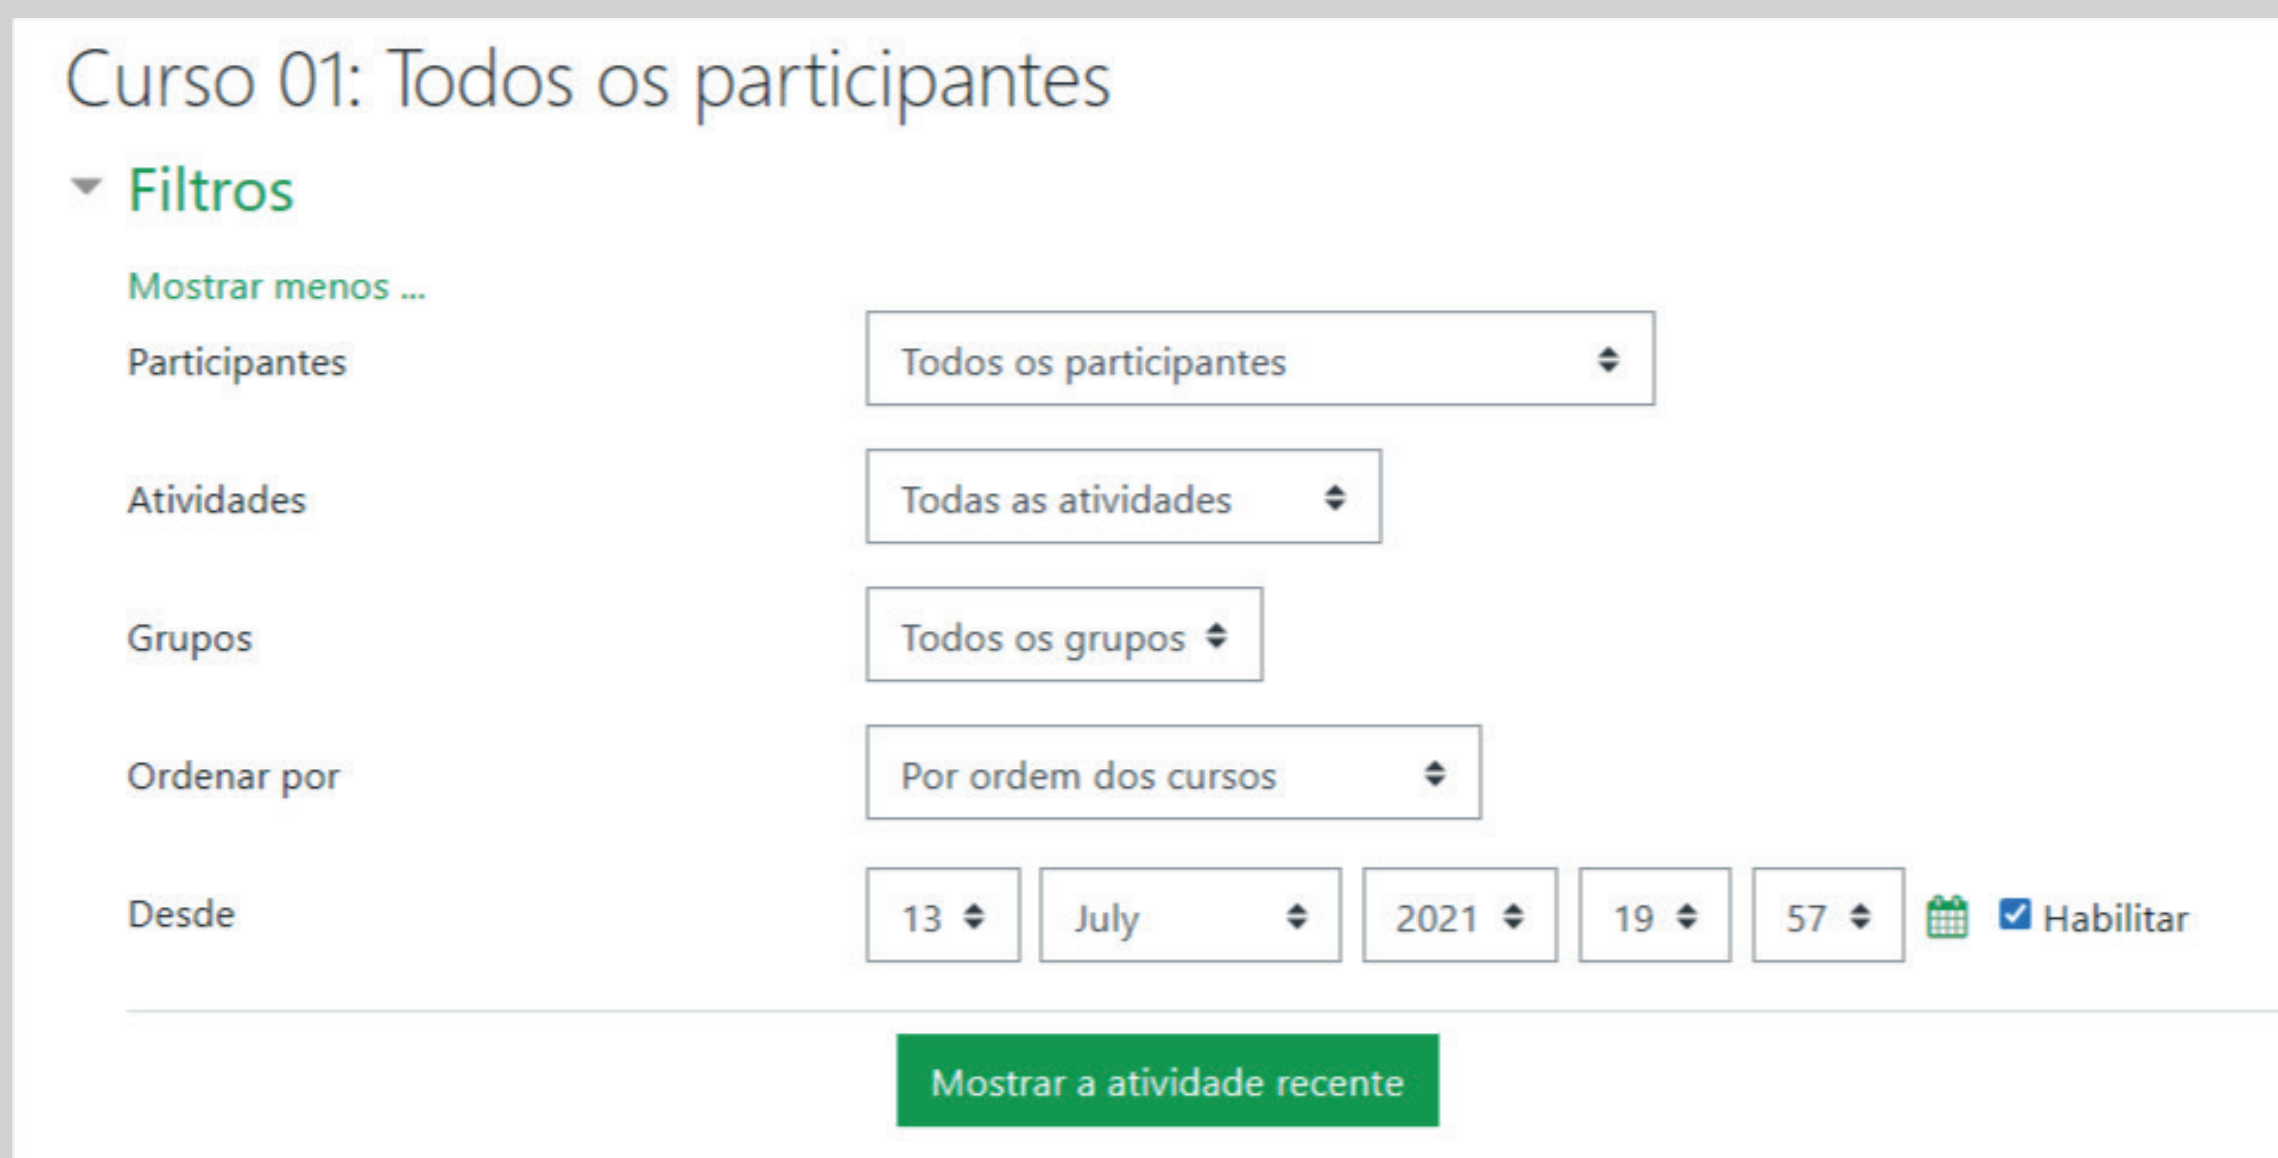 Curso 01: Todos os participantes
Filtros
Mostrar menos ...
Participantes Todos os participantes
Atividades Todas as atividades
Grupos Todos os grupos
Ordenar por Por ordem dos cursos
Desde 13 July 2021 19 57 Habilitar
Mostrar a atividade recente